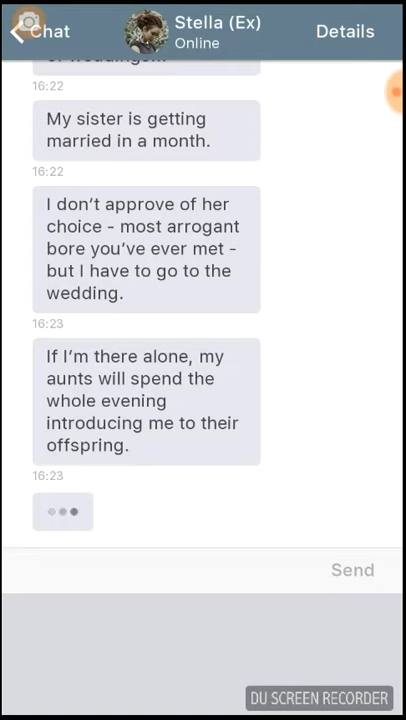 Chat
Stella (Ex)
Online
Details
16:22
My sister is getting
married in a month.
16:22
I don't approve of her
choice - most arrogant
bore you've ever met -
but I have to go to the
wedding.
16:23
If I'm there alone, my
aunts will spend the
whole evening
introducing me to their
offspring.
16:23
Send
DU SCREEN RECORDER